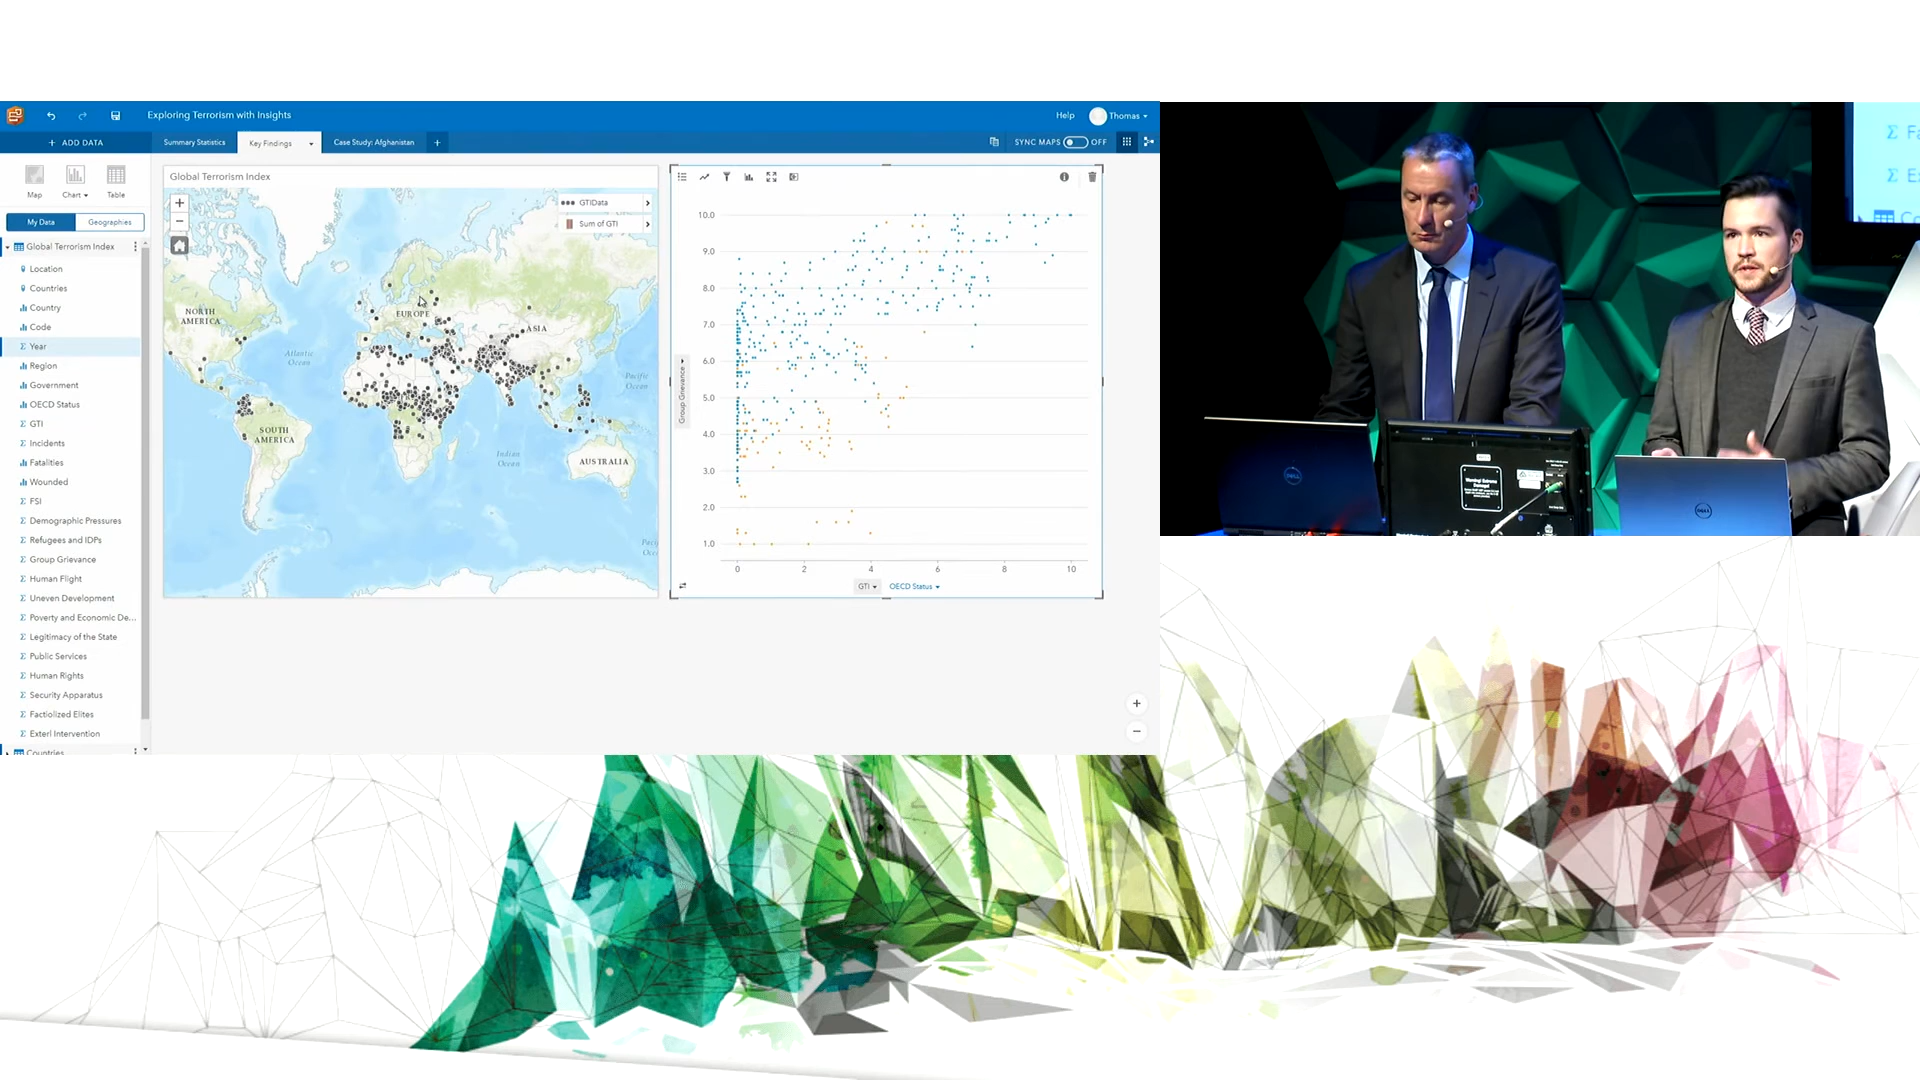 Exploring Terrorism with Insights
Help
Thomas
+ ADD DATA
Summary Statistics
Key Findings
Case Study: Afghanistan
+
SYNC MAPS
OFF
Map
Chart
Table
My Data
Geographies
Global Terrorism Index
Location
Countries
Country
Code
Year
Region
Government
OECD Status
GTI
Incidents
Fatalities
Wounded
FSI
Demographic Pressures
Refugees and IDPs
Group Grievance
Human Flight
Uneven Development
Poverty and Economic De...
Legitimacy of the State
Public Services
Human Rights
Security Apparatus
Factiolized Elites
Exterl Intervention
Countries
Global Terrorism Index
+
−
GTIData
Sum of GTI
NORTH
AMERICA
EUROPE
ASIA
Atlantic
Ocean
Pacific
Ocean
SOUTH
AMERICA
Indian
Ocean
AUSTRALIA
10.0
9.0
8.0
7.0
6.0
5.0
4.0
3.0
2.0
1.0
Group Grievance
0 2 4 6 8 10
GTI
OECD Status
+
−
DELL
DELL